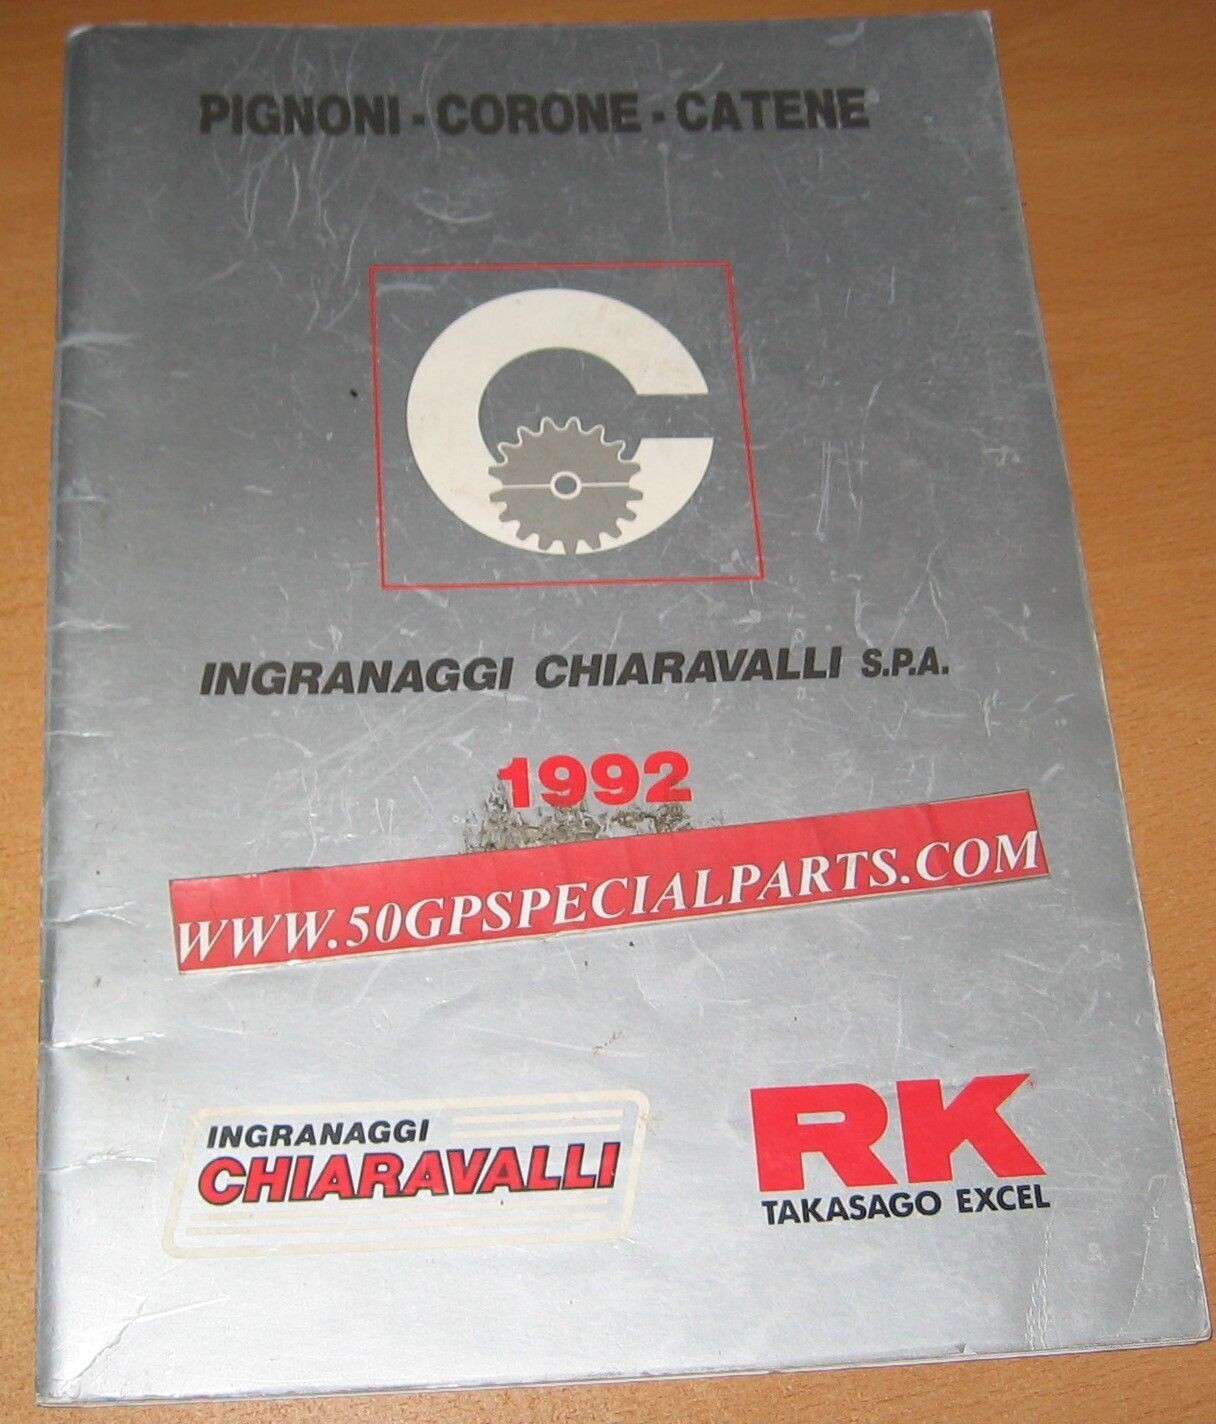 PIGNONI - CORONE - CATENE
INGRANAGGI CHIARAVALLI S.P.A.
1992
WWW.50GPSPECIALPARTS.COM
INGRANAGGI
CHIARAVALLI
RK
TAKASAGO EXCEL